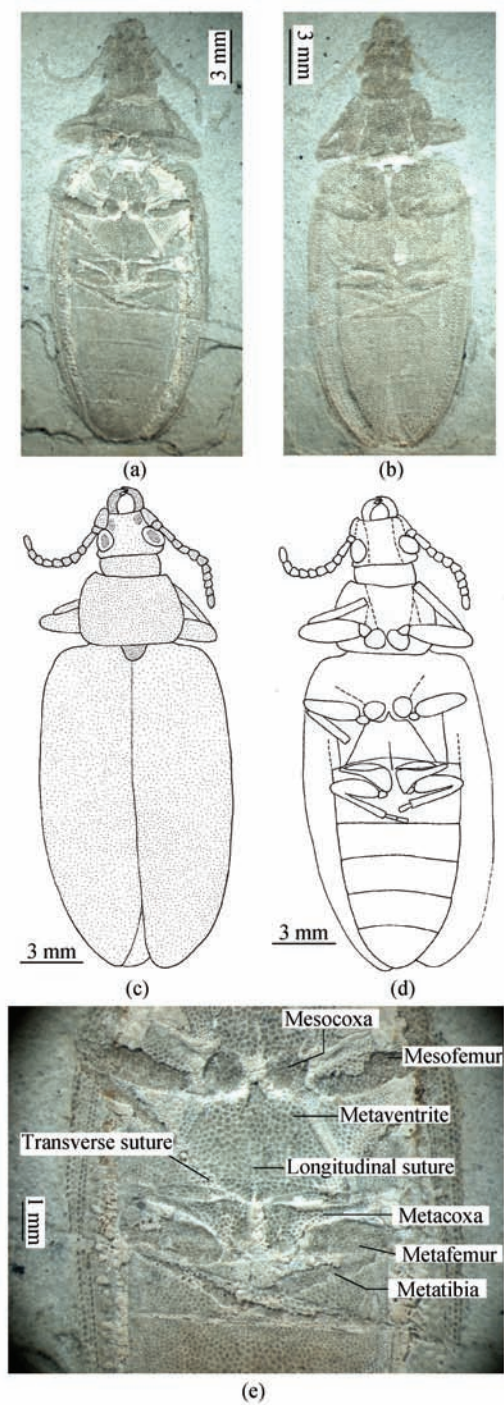 3 mm
3 mm
(a)
(b)
3 mm
3 mm
(c)
(d)
Mesocoxa
Mesofemur
Metaventrite
Transverse suture
Longitudinal suture
1 mm
Metacoxa
Metafemur
Metatibia
(e)